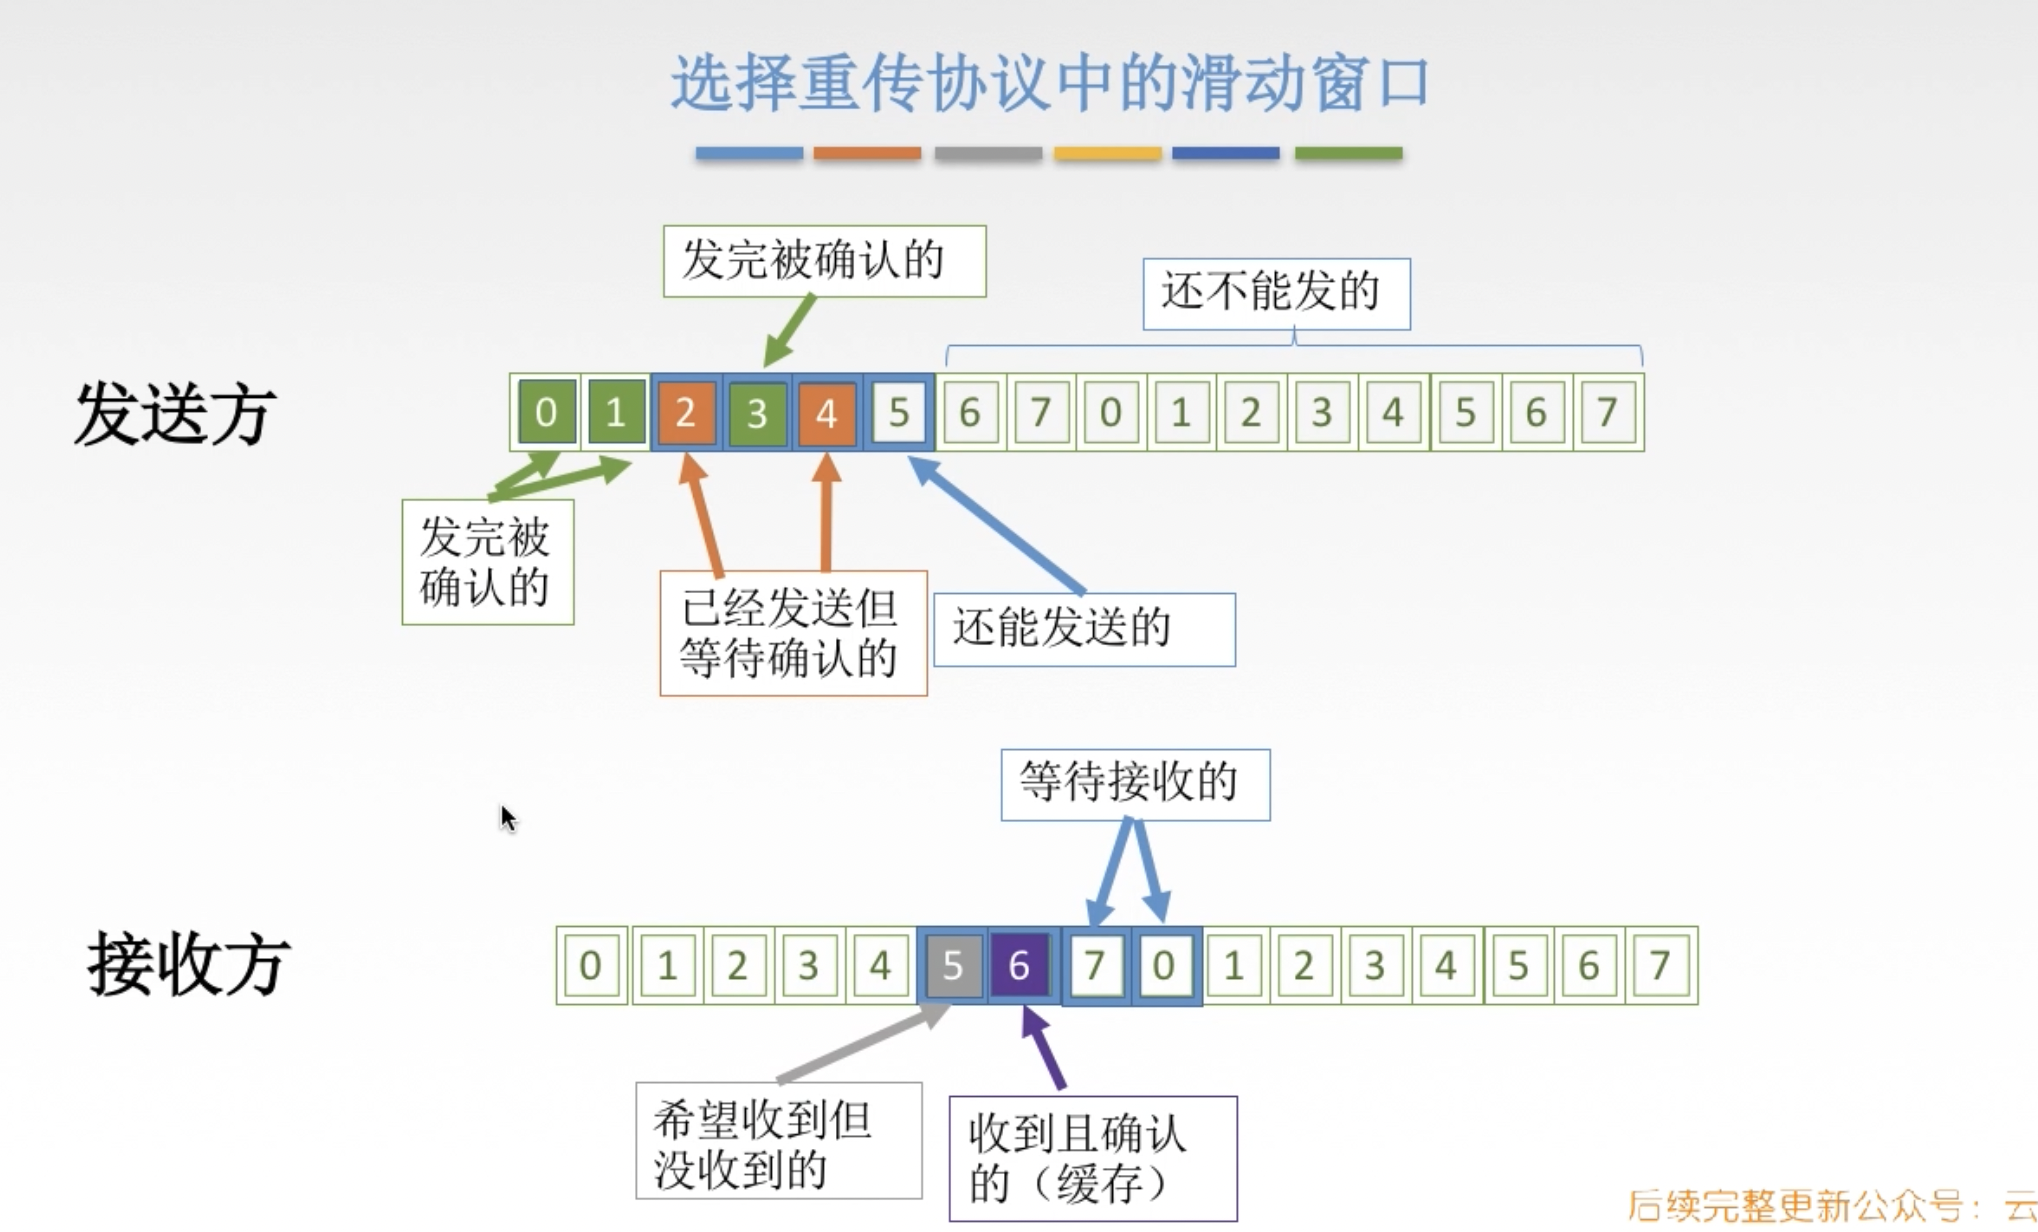 选择重传协议中的滑动窗口
发完被确认的
还不能发的
发送方
0 1 2 3 4 5 6 7 0 1 2 3 4 5 6 7
发完被
确认的
已经发送但
等待确认的
还能发送的
等待接收的
接收方
0 1 2 3 4 5 6 7 0 1 2 3 4 5 6 7
希望收到但
没收到的
收到且确认
的（缓存）
后续完整更新公众号：云